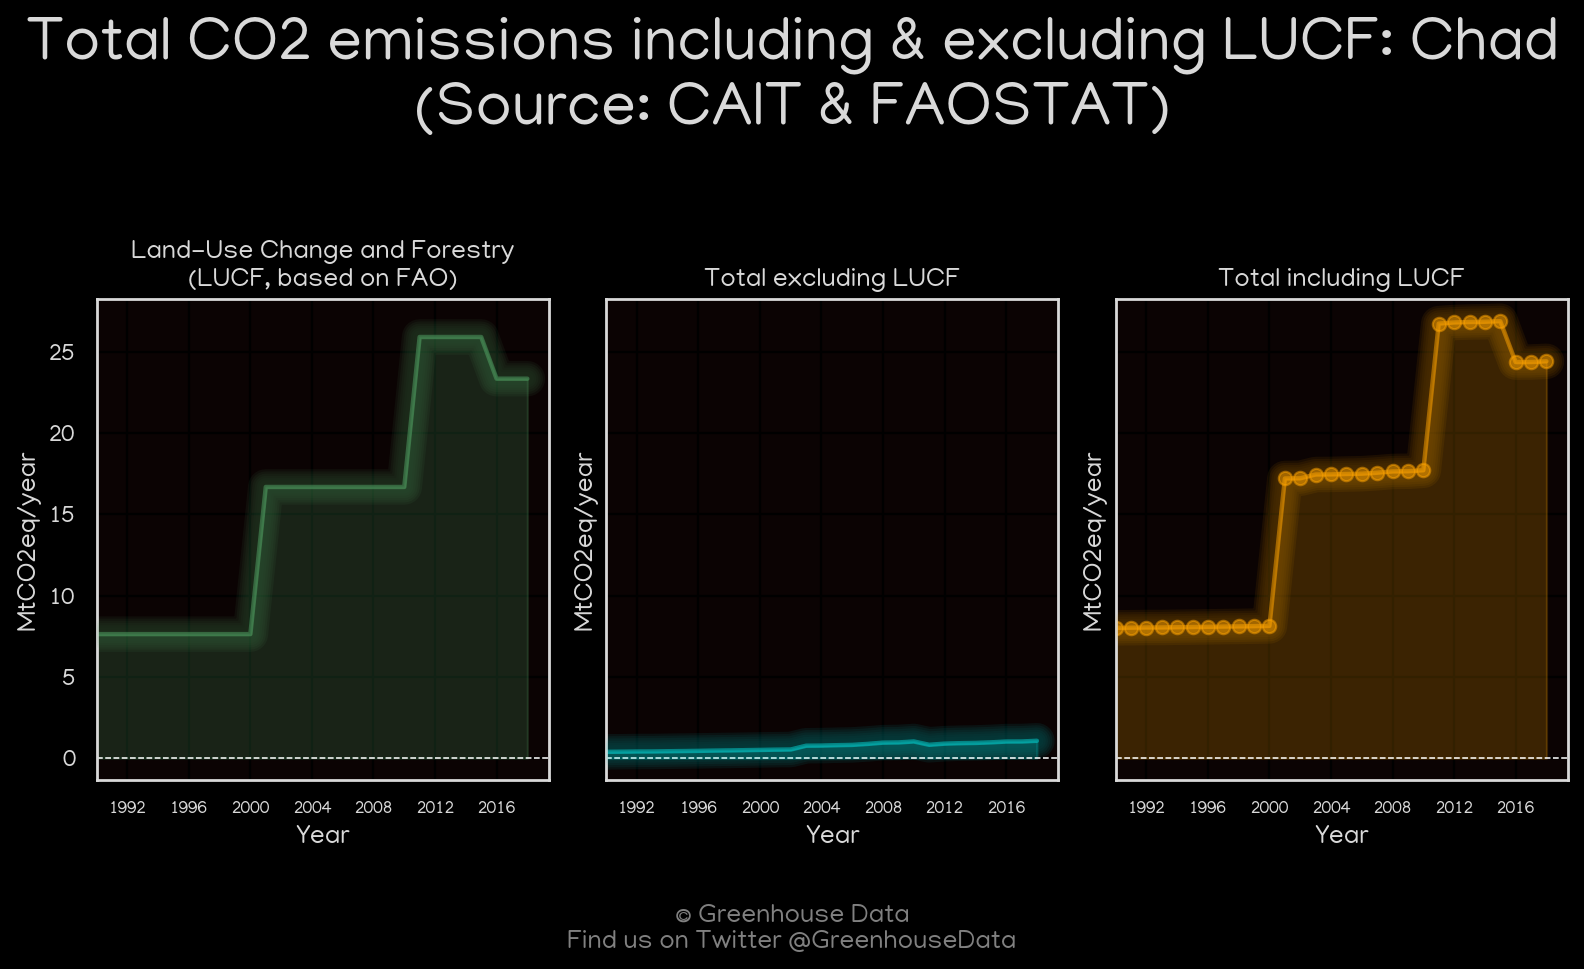 Total CO2 emissions including & excluding LUCF: Chad
(Source: CAIT & FAOSTAT)
Land-Use Change and Forestry
(LUCF, based on FAO)
MtCO2eq/year
25
20
15
10
5
0
1992 1996 2000 2004 2008 2012 2016
Year
Total excluding LUCF
MtCO2eq/year
1992 1996 2000 2004 2008 2012 2016
Year
Total including LUCF
MtCO2eq/year
1992 1996 2000 2004 2008 2012 2016
Year
© Greenhouse Data
Find us on Twitter @GreenhouseData